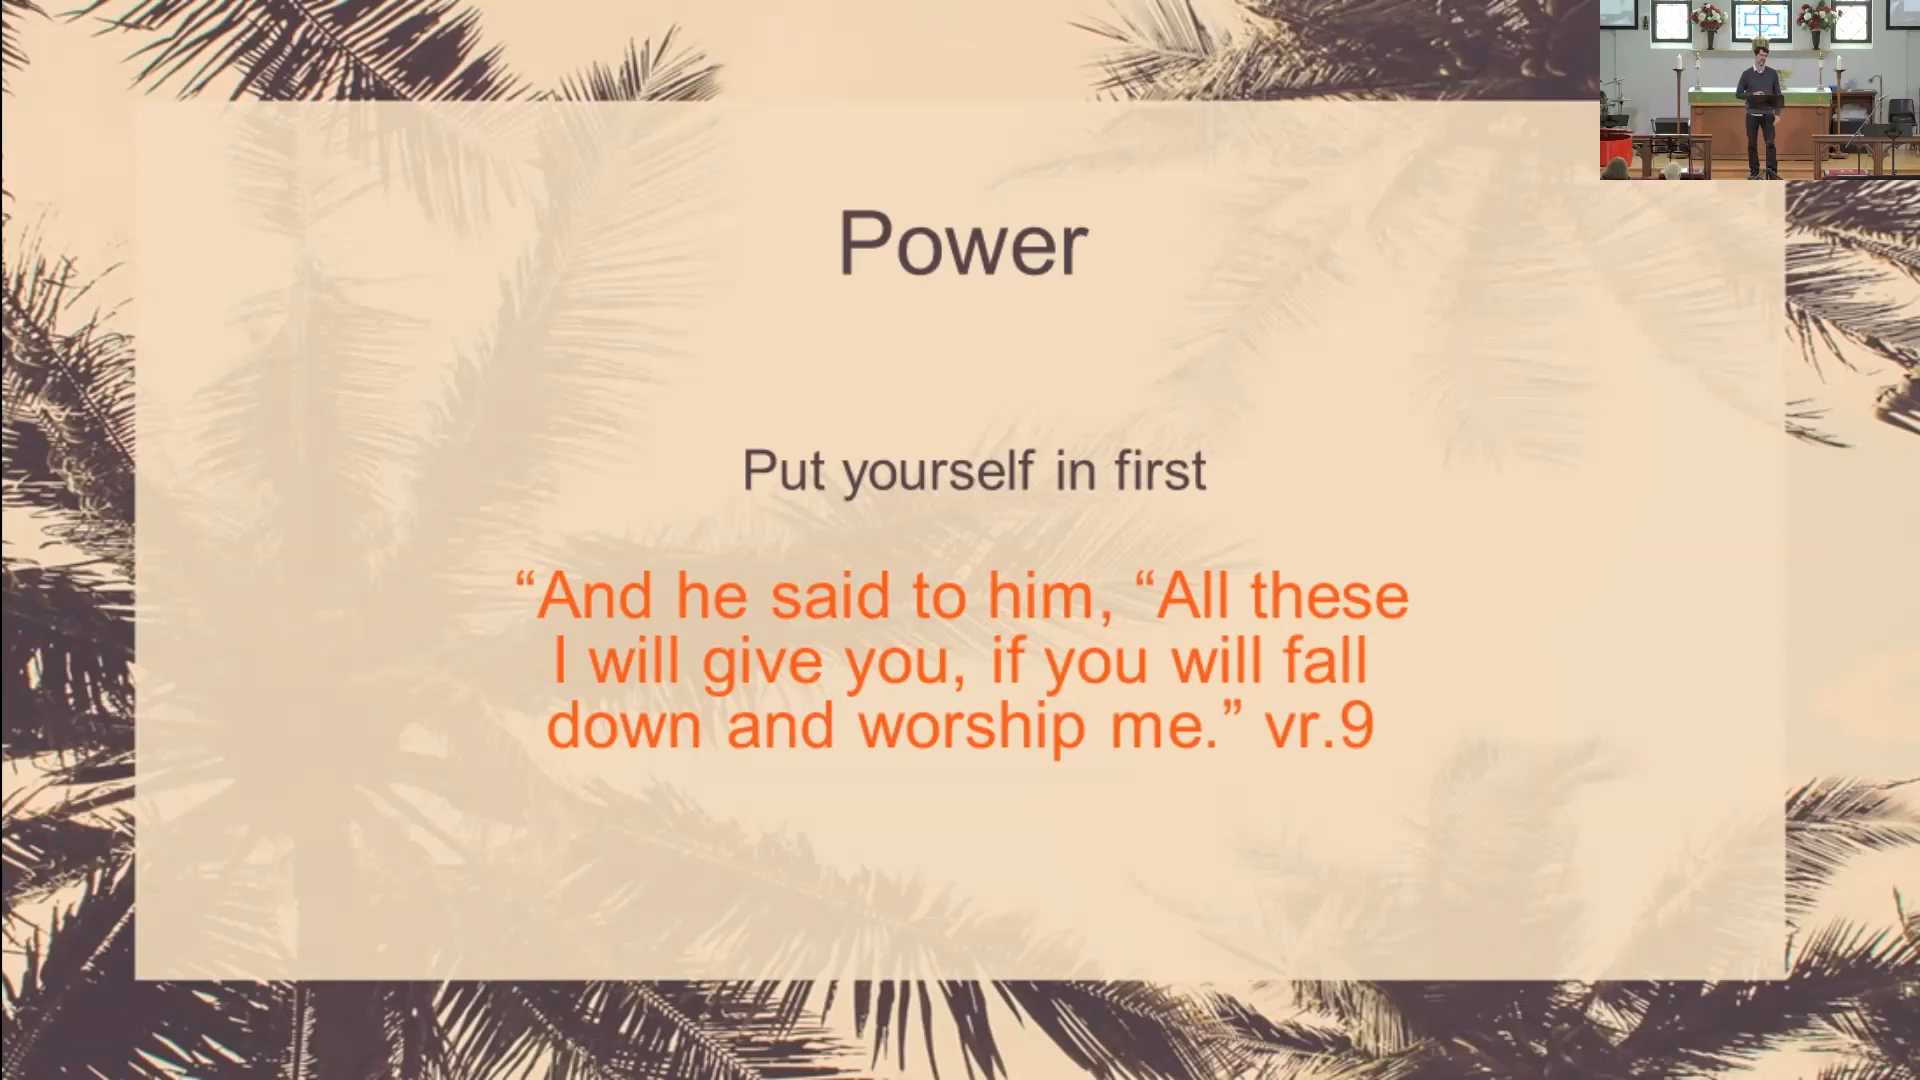 Power
Put yourself in first
“And he said to him, “All these
I will give you, if you will fall
down and worship me.” vr.9